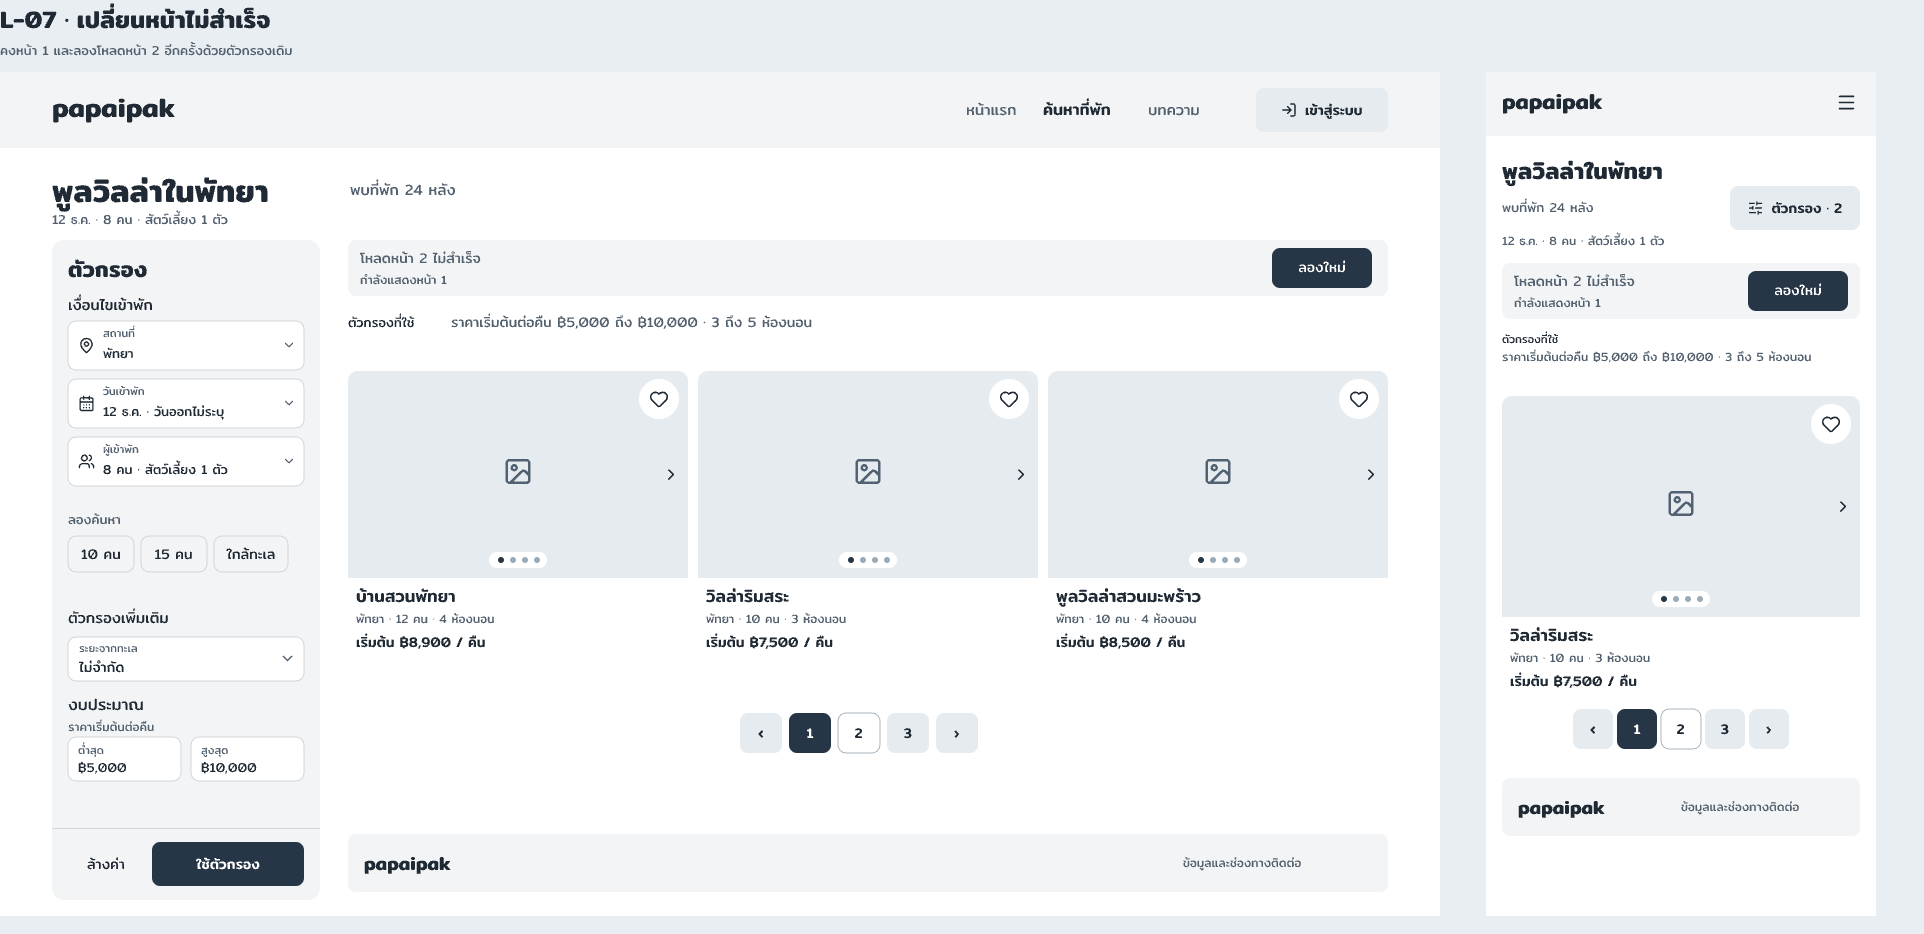 L-07 · เปลี่ยนหน้าไม่สำเร็จ
คงหน้า 1 และลองโหลดหน้า 2 อีกครั้งด้วยตัวกรองเดิม
papaipak
หน้าแรก
ค้นหาที่พัก
บทความ
เข้าสู่ระบบ
พูลวิลล่าในพัทยา
12 ธ.ค. · 8 คน · สัตว์เลี้ยง 1 ตัว
พบที่พัก 24 หลัง
ตัวกรอง
เงื่อนไขเข้าพัก
สถานที่
พัทยา
วันเข้าพัก
12 ธ.ค. · วันออกไม่ระบุ
ผู้เข้าพัก
8 คน · สัตว์เลี้ยง 1 ตัว
ลองค้นหา
10 คน
15 คน
ใกล้ทะเล
ตัวกรองเพิ่มเติม
ระยะจากทะเล
ไม่จำกัด
งบประมาณ
ราคาเริ่มต้นต่อคืน
ต่ำสุด
฿5,000
สูงสุด
฿10,000
ล้างค่า
ใช้ตัวกรอง
โหลดหน้า 2 ไม่สำเร็จ
กำลังแสดงหน้า 1
ลองใหม่
ตัวกรองที่ใช้
ราคาเริ่มต้นต่อคืน ฿5,000 ถึง ฿10,000 · 3 ถึง 5 ห้องนอน
บ้านสวนพัทยา
พัทยา · 12 คน · 4 ห้องนอน
เริ่มต้น ฿8,900 / คืน
วิลล่าริมสระ
พัทยา · 10 คน · 3 ห้องนอน
เริ่มต้น ฿7,500 / คืน
พูลวิลล่าสวนมะพร้าว
พัทยา · 10 คน · 4 ห้องนอน
เริ่มต้น ฿8,500 / คืน
‹ 1 2 3 ›
papaipak
ข้อมูลและช่องทางติดต่อ
papaipak
พูลวิลล่าในพัทยา
พบที่พัก 24 หลัง
ตัวกรอง · 2
12 ธ.ค. · 8 คน · สัตว์เลี้ยง 1 ตัว
โหลดหน้า 2 ไม่สำเร็จ
กำลังแสดงหน้า 1
ลองใหม่
ตัวกรองที่ใช้
ราคาเริ่มต้นต่อคืน ฿5,000 ถึง ฿10,000 · 3 ถึง 5 ห้องนอน
วิลล่าริมสระ
พัทยา · 10 คน · 3 ห้องนอน
เริ่มต้น ฿7,500 / คืน
‹ 1 2 3 ›
papaipak
ข้อมูลและช่องทางติดต่อ